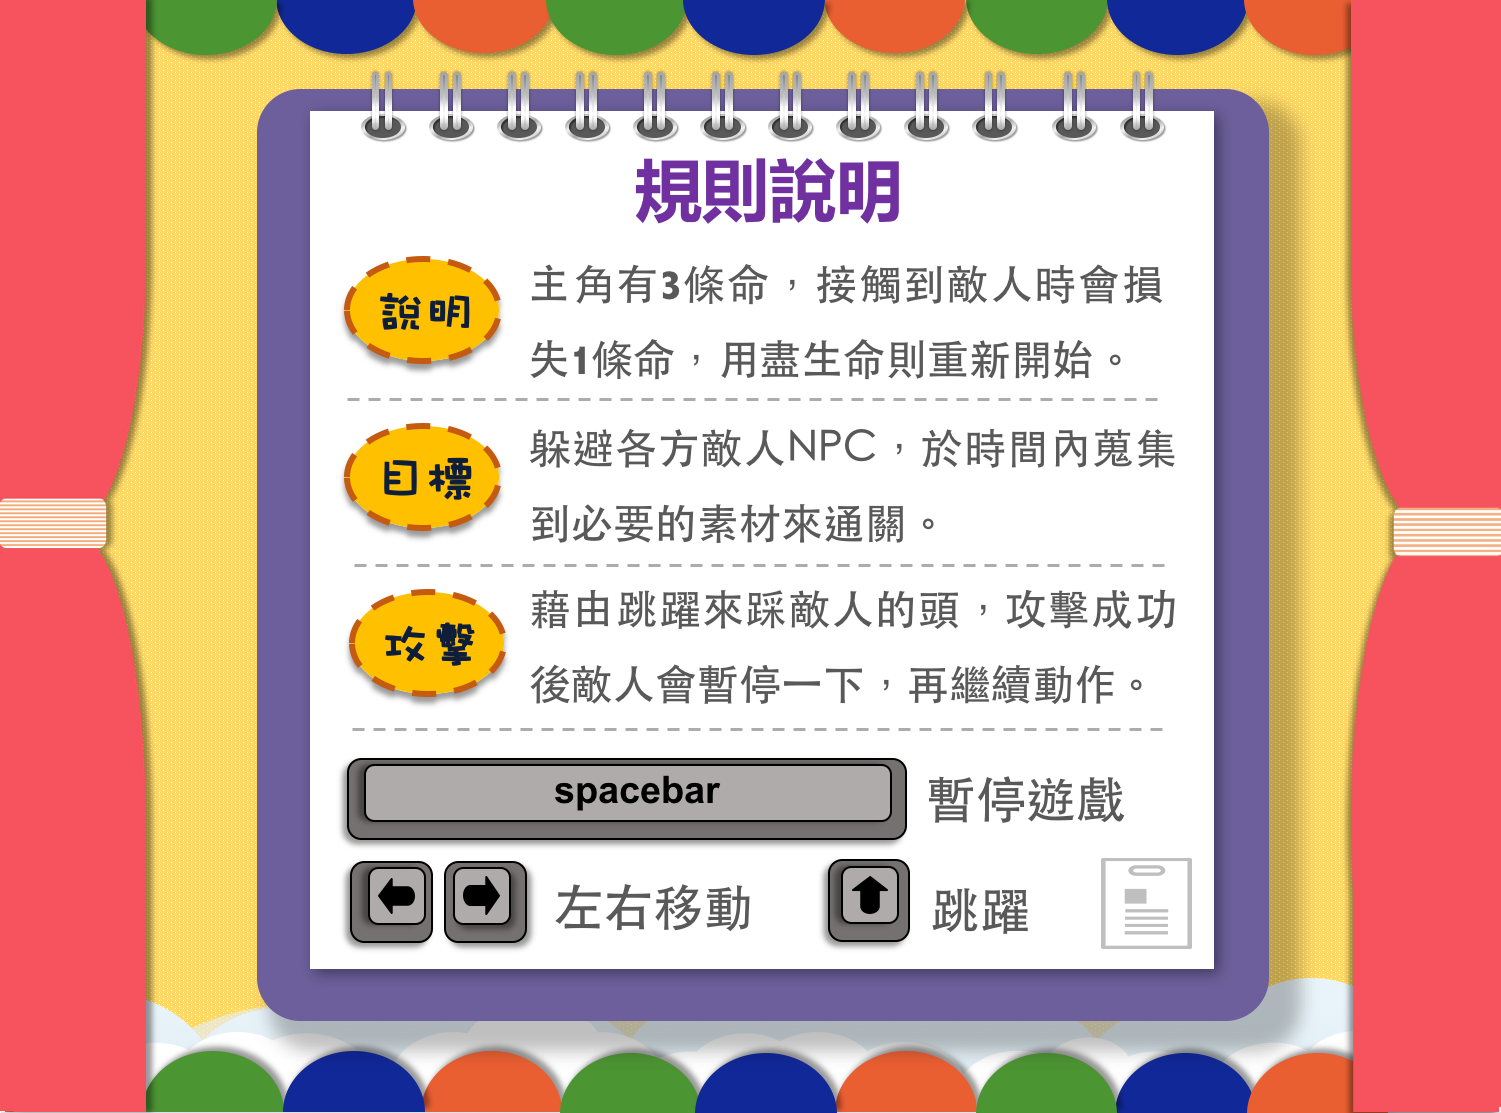 規則說明
說明
主角有3條命，接觸到敵人時會損
失1條命，用盡生命則重新開始。
目標
躲避各方敵人NPC，於時間內蒐集
到必要的素材來通關。
攻擊
藉由跳躍來踩敵人的頭，攻擊成功
後敵人會暫停一下，再繼續動作。
spacebar
暫停遊戲
左右移動
跳躍